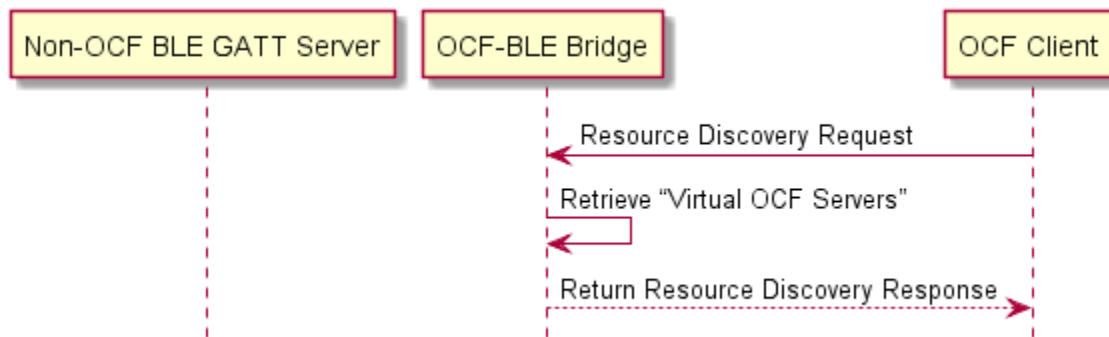 Non-OCF BLE GATT Server
OCF-BLE Bridge
OCF Client
Resource Discovery Request
Retrieve “Virtual OCF Servers”
Return Resource Discovery Response